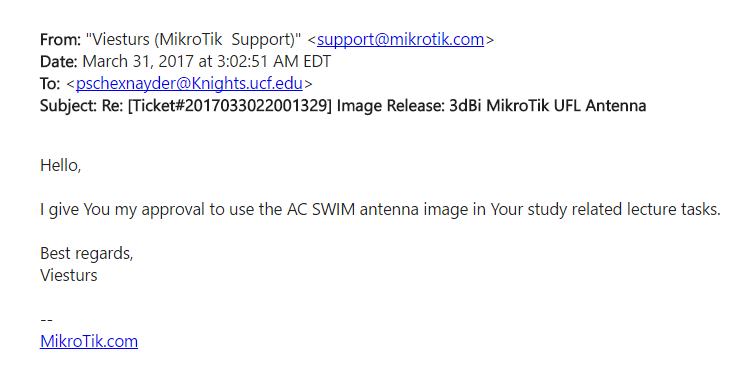 From: "Viesturs (MikroTik Support)" <support@mikrotik.com>
Date: March 31, 2017 at 3:02:51 AM EDT
To: <pschexnayder@Knights.ucf.edu>
Subject: Re: [Ticket#2017033022001329] Image Release: 3dBi MikroTik UFL Antenna
Hello,
I give You my approval to use the AC SWIM antenna image in Your study related lecture tasks.
Best regards,
Viesturs
--
MikroTik.com